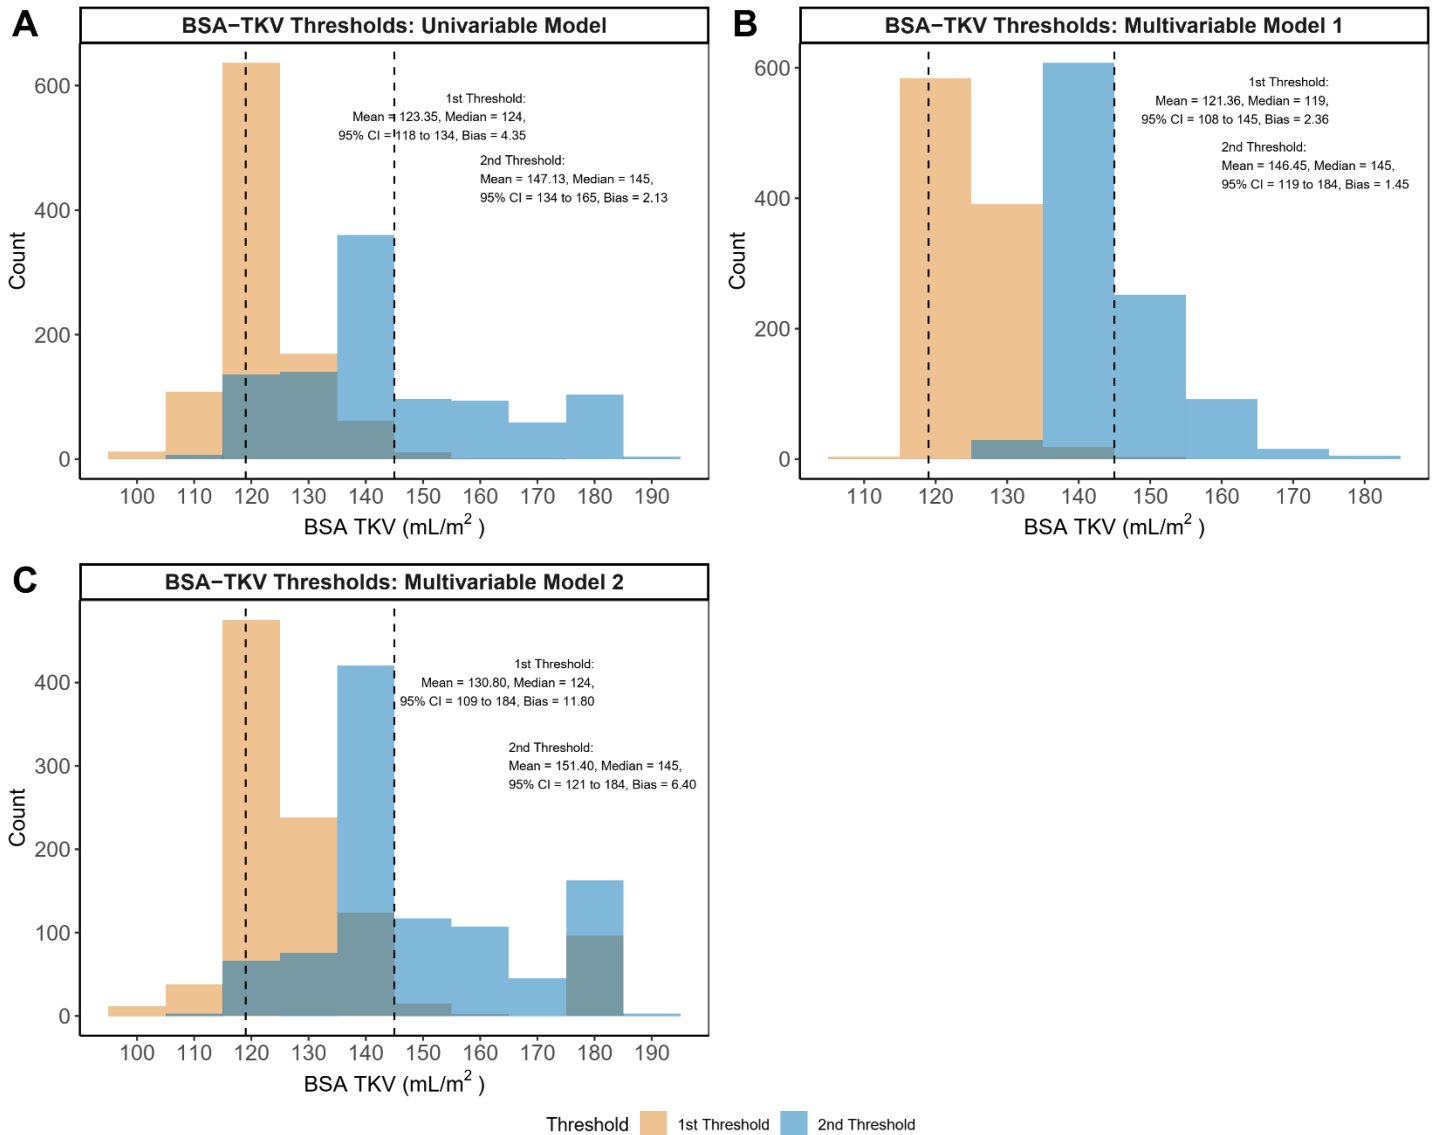 A
BSA−TKV Thresholds: Univariable Model
1st Threshold:
Mean = 123.35, Median = 124,
95% CI = 118 to 134, Bias = 4.35
2nd Threshold:
Mean = 147.13, Median = 145,
95% CI = 134 to 165, Bias = 2.13
Count
600
400
200
0
100 110 120 130 140 150 160 170 180 190
BSA TKV (mL/m² )
B
BSA−TKV Thresholds: Multivariable Model 1
1st Threshold:
Mean = 121.36, Median = 119,
95% CI = 108 to 145, Bias = 2.36
2nd Threshold:
Mean = 146.45, Median = 145,
95% CI = 119 to 184, Bias = 1.45
Count
600
400
200
0
110 120 130 140 150 160 170 180
BSA TKV (mL/m² )
C
BSA−TKV Thresholds: Multivariable Model 2
1st Threshold:
Mean = 130.80, Median = 124,
95% CI = 109 to 184, Bias = 11.80
2nd Threshold:
Mean = 151.40, Median = 145,
95% CI = 121 to 184, Bias = 6.40
Count
400
300
200
100
0
100 110 120 130 140 150 160 170 180 190
BSA TKV (mL/m² )
Threshold 1st Threshold 2nd Threshold